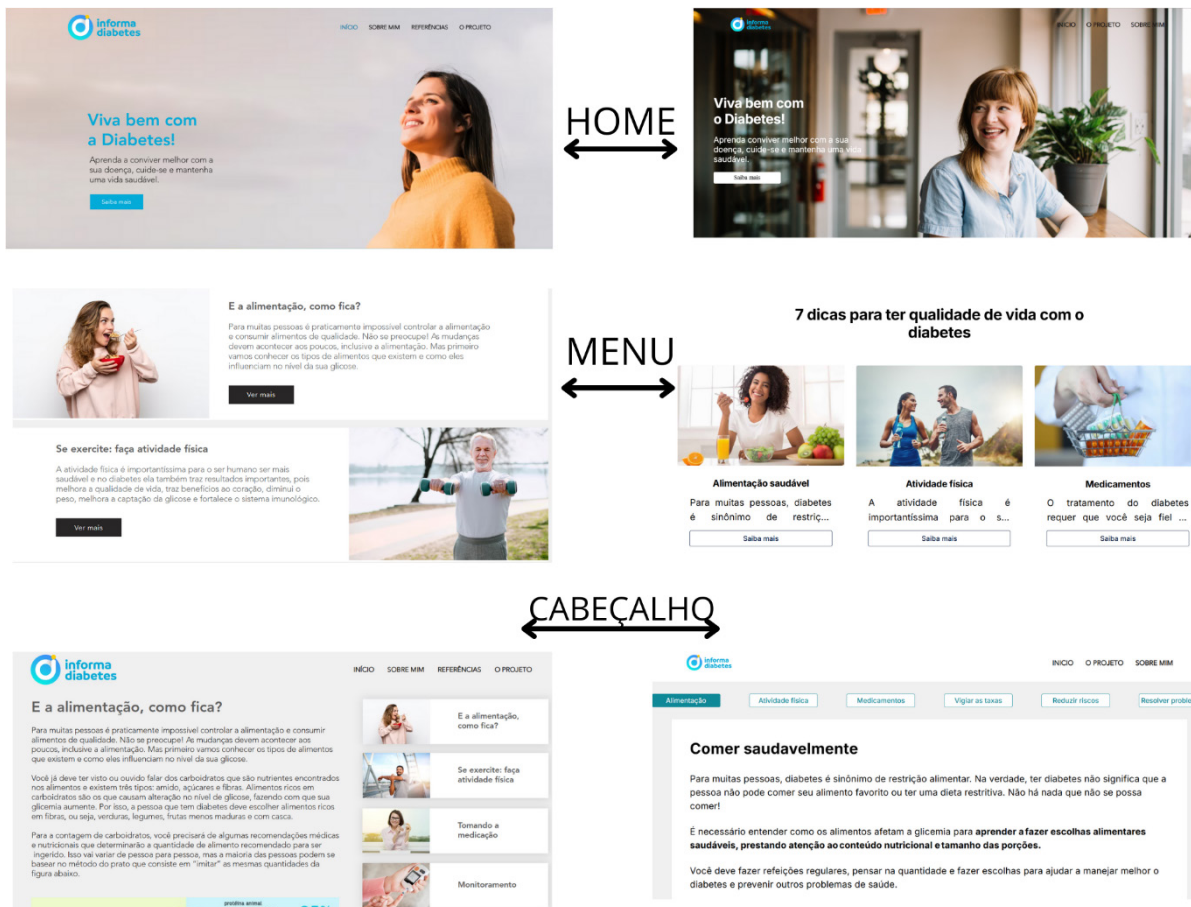 informa
diabetes
INÍCIO SOBRE MIM REFERÊNCIAS O PROJETO
Viva bem com
a Diabetes!
Aprenda a conviver melhor com a
sua doença, cuide-se e mantenha
uma vida saudável.
Saiba mais
HOME
informa
diabetes
INICIO O PROJETO SOBRE MIM
Viva bem com
o Diabetes!
Aprenda conviver melhor com a sua
doença, cuide-se e mantenha uma vida
saudável.
Saiba mais
E a alimentação, como fica?
Para muitas pessoas é praticamente impossível controlar a alimentação
e consumir alimentos de qualidade. Não se preocupe! As mudanças
devem acontecer aos poucos, inclusive a alimentação. Mas primeiro
vamos conhecer os tipos de alimentos que existem e como eles
influenciam no nível da sua glicose.
Ver mais
Se exercite: faça atividade física
A atividade física é importantíssima para o ser humano ser mais
saudável e no diabetes ela também traz resultados importantes, pois
melhora a qualidade de vida, traz benefícios ao coração, diminui o
peso, melhora a captação da glicose e fortalece o sistema imunológico.
Ver mais
MENU
7 dicas para ter qualidade de vida com o
diabetes
Alimentação saudável
Para muitas pessoas, diabetes
é sinônimo de restriç...
Saiba mais
Atividade física
A atividade física é
importantíssima para o s...
Saiba mais
Medicamentos
O tratamento do diabetes
requer que você seja fiel ...
Saiba mais
CABEÇALHO
informa
diabetes
INÍCIO SOBRE MIM REFERÊNCIAS O PROJETO
E a alimentação, como fica?
Para muitas pessoas é praticamente impossível controlar a alimentação e consumir
alimentos de qualidade. Não se preocupe! As mudanças devem acontecer aos
poucos, inclusive a alimentação. Mas primeiro vamos conhecer os tipos de alimentos
que existem e como eles influenciam no nível da sua glicose.
Você já deve ter visto ou ouvido falar dos carboidratos que são nutrientes encontrados
nos alimentos e existem três tipos: amido, açúcares e fibras. Alimentos ricos em
carboidratos são os que causam alteração no nível de glicose, fazendo com que sua
glicemia aumente. Por isso, a pessoa que tem diabetes deve escolher alimentos ricos
em fibras, ou seja, verduras, legumes, frutas menos maduras e com casca.
Para a contagem de carboidratos, você precisará de algumas recomendações médicas
e nutricionais que determinarão a quantidade de alimento recomendado para ser
ingerido. Isso vai variar de pessoa para pessoa, mas a maioria das pessoas podem se
basear no método do prato que consiste em "imitar" as mesmas quantidades da
figura abaixo.
proteína animal
E a alimentação,
como fica?
Se exercite: faça
atividade física
Tomando a
medicação
Monitoramento
informa
diabetes
INICIO O PROJETO SOBRE MIM
Alimentação Atividade física Medicamentos Vigiar as taxas Reduzir riscos Resolver proble
Comer saudavelmente
Para muitas pessoas, diabetes é sinônimo de restrição alimentar. Na verdade, ter diabetes não significa que a
pessoa não pode comer seu alimento favorito ou ter uma dieta restritiva. Não há nada que não se possa
comer!
É necessário entender como os alimentos afetam a glicemia para aprender a fazer escolhas alimentares
saudáveis, prestando atenção ao conteúdo nutricional e tamanho das porções.
Você deve fazer refeições regulares, pensar na quantidade e fazer escolhas para ajudar a manejar melhor o
diabetes e prevenir outros problemas de saúde.